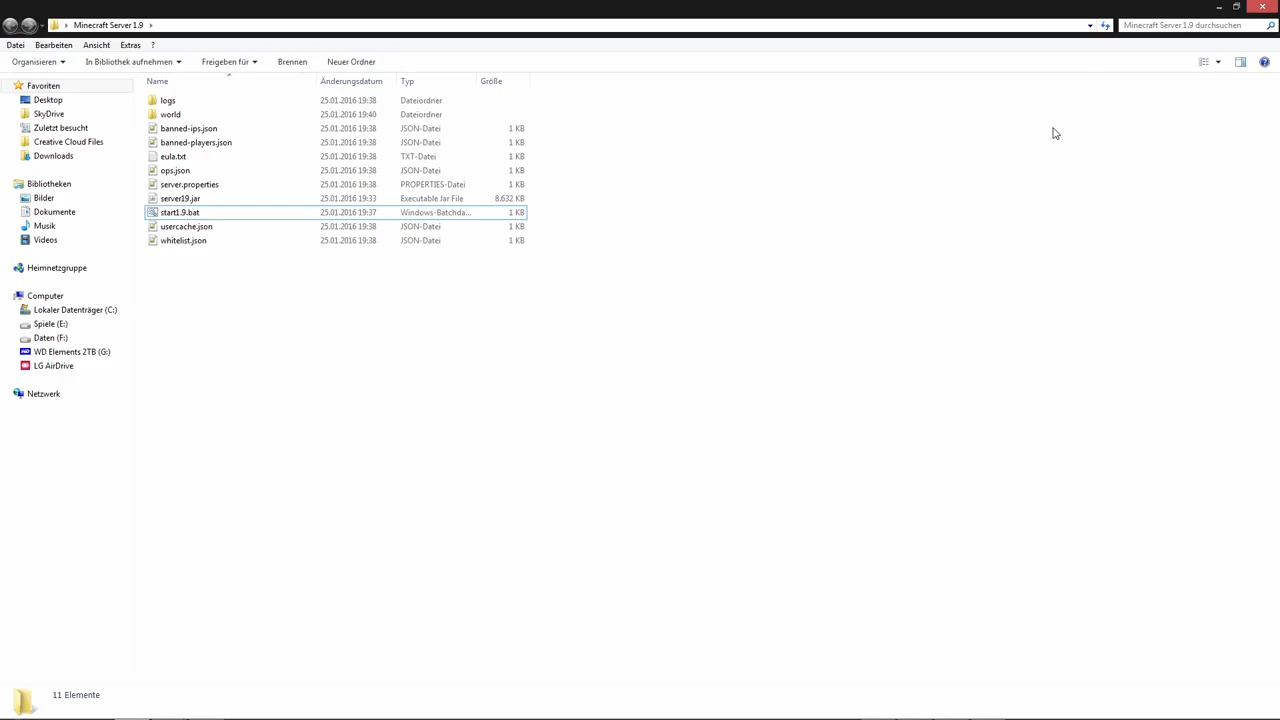 Minecraft Server 1.9
Minecraft Server 1.9 durchsuchen
Datei Bearbeiten Ansicht Extras ?
Organisieren In Bibliothek aufnehmen Freigeben für Brennen Neuer Ordner
Name Änderungsdatum Typ Größe
Favoriten
Desktop
SkyDrive
Zuletzt besucht
Creative Cloud Files
Downloads
Bibliotheken
Bilder
Dokumente
Musik
Videos
Heimnetzgruppe
Computer
Lokaler Datenträger (C:)
Spiele (E:)
Daten (F:)
WD Elements 2TB (G:)
LG AirDrive
Netzwerk
logs 25.01.2016 19:38 Dateiordner
world 25.01.2016 19:40 Dateiordner
banned-ips.json 25.01.2016 19:38 JSON-Datei 1 KB
banned-players.json 25.01.2016 19:38 JSON-Datei 1 KB
eula.txt 25.01.2016 19:38 TXT-Datei 1 KB
ops.json 25.01.2016 19:38 JSON-Datei 1 KB
server.properties 25.01.2016 19:38 PROPERTIES-Datei 1 KB
server19.jar 25.01.2016 19:33 Executable Jar File 8.632 KB
start1.9.bat 25.01.2016 19:37 Windows-Batchda... 1 KB
usercache.json 25.01.2016 19:38 JSON-Datei 1 KB
whitelist.json 25.01.2016 19:38 JSON-Datei 1 KB
11 Elemente